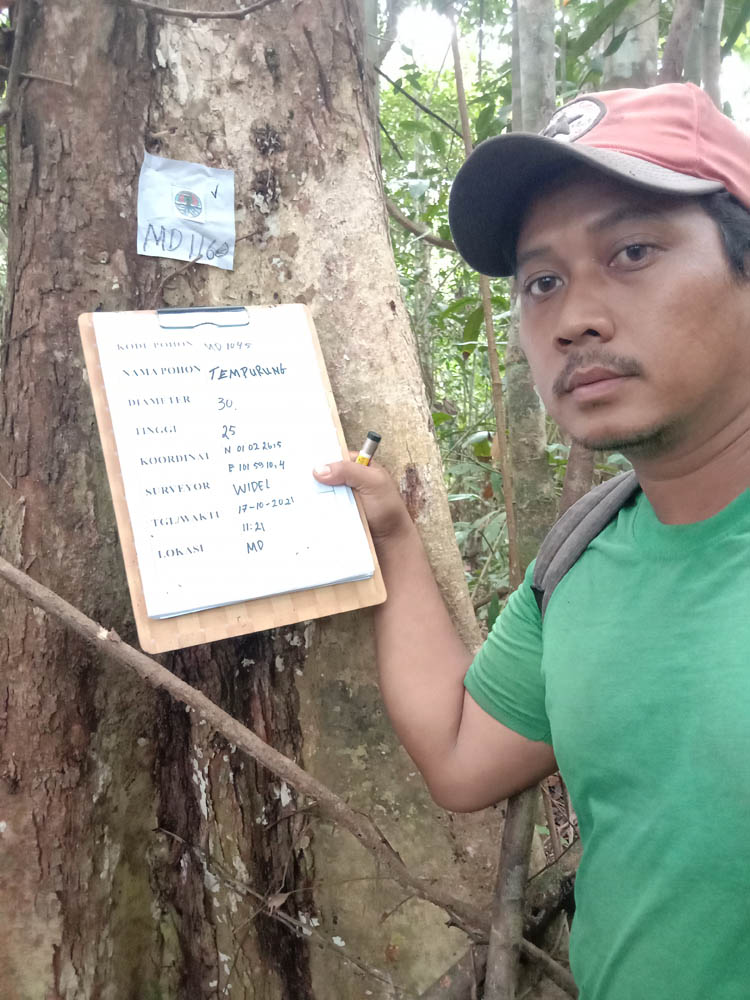 MD 1160
KODE POHON MD 1045
NAMA POHON TEMPURUNG
DIAMETER 30.
TINGGI 25
KOORDINAT N 01 02 26.5
E 101 59 10,4
SURVEYOR WIDEL
TGL/WAKTU 17-10-2021
11:21
LOKASI MD